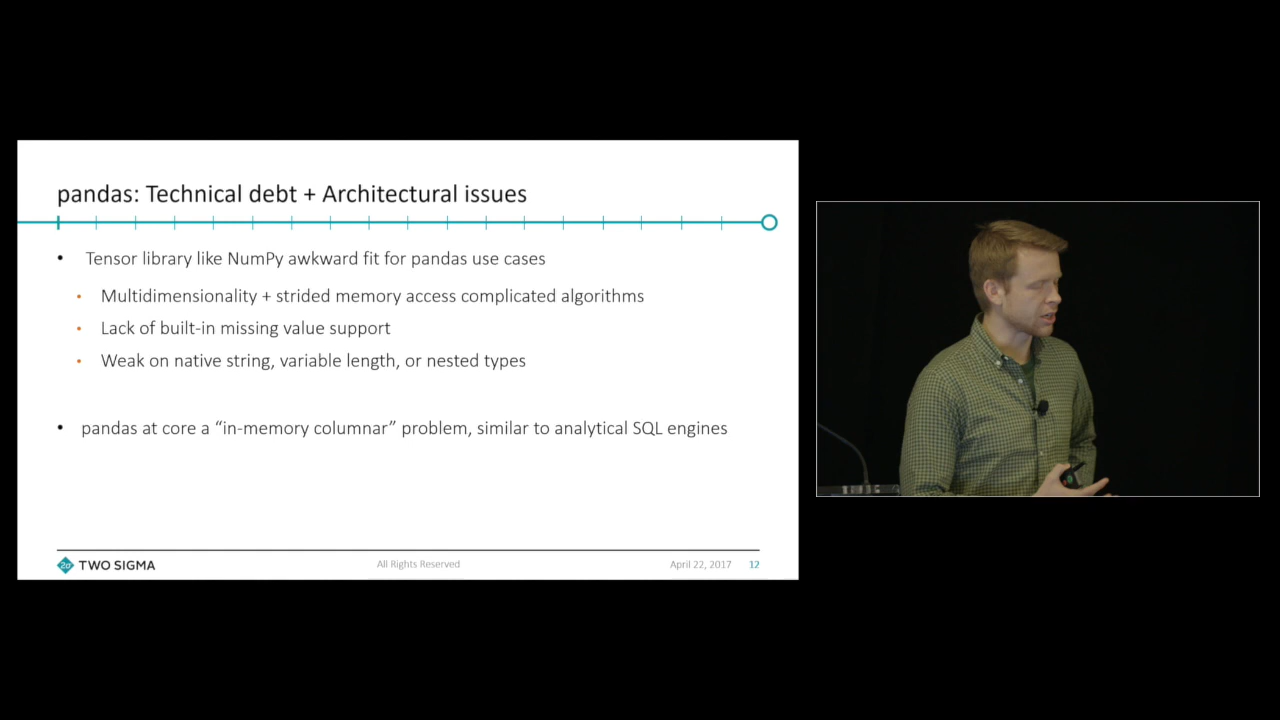 pandas: Technical debt + Architectural issues
• Tensor library like NumPy awkward fit for pandas use cases
• Multidimensionality + strided memory access complicated algorithms
• Lack of built-in missing value support
• Weak on native string, variable length, or nested types
• pandas at core a “in-memory columnar” problem, similar to analytical SQL engines
2σ TWO SIGMA All Rights Reserved April 22, 2017 12